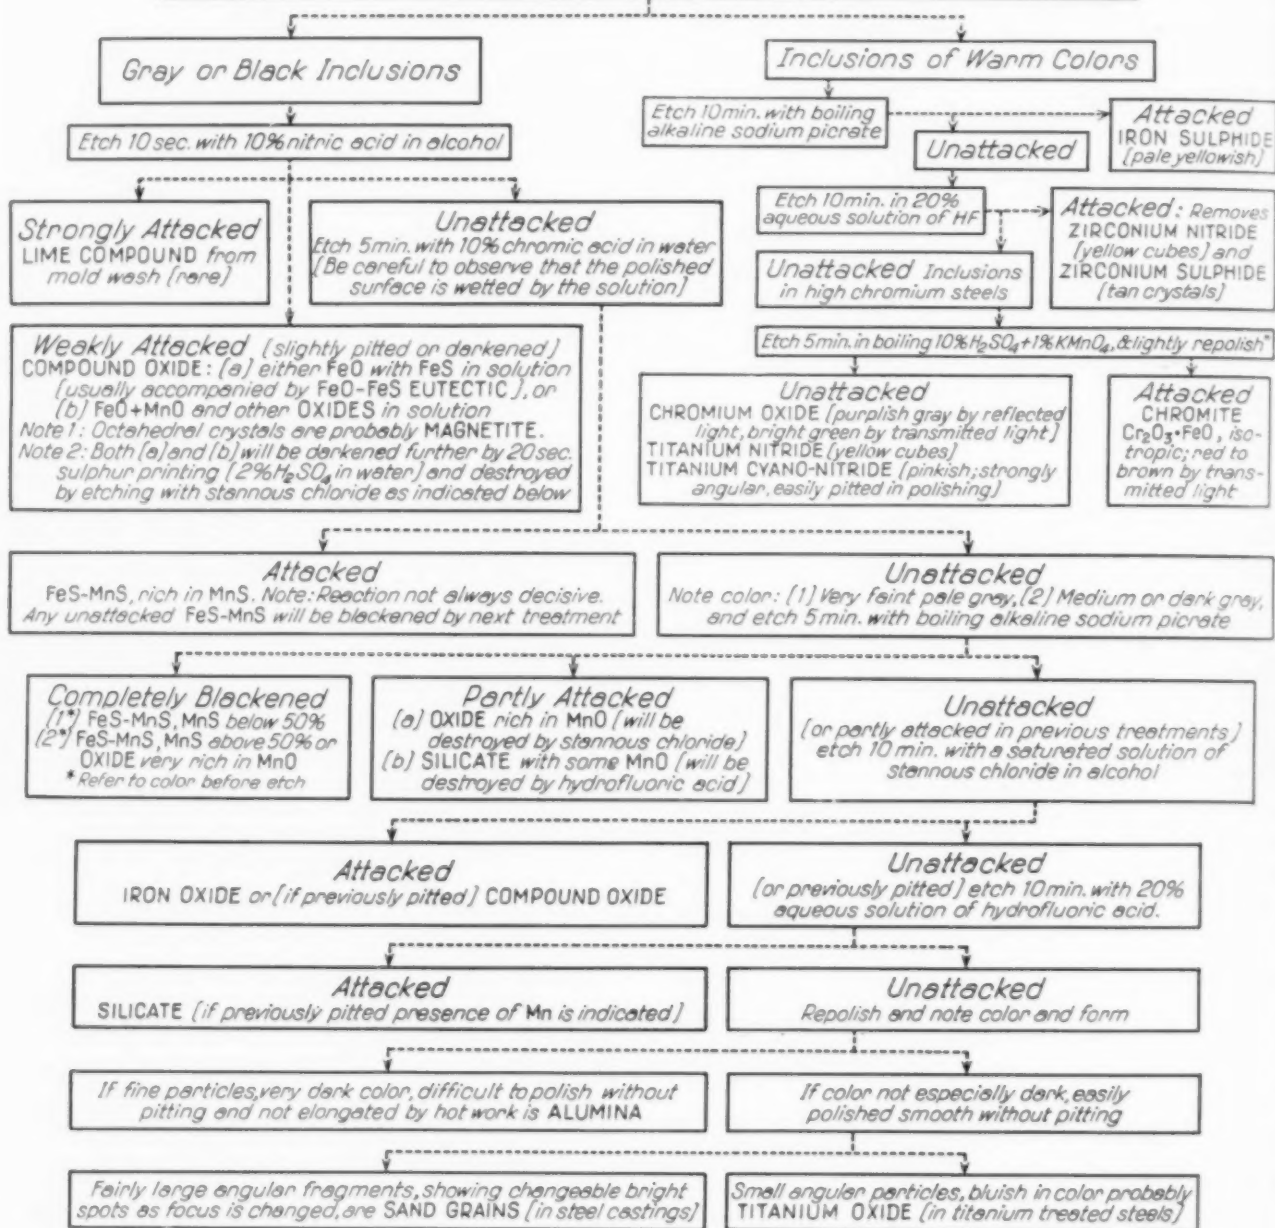 Gray or Black Inclusions
Inclusions of Warm Colors
Etch 10 sec. with 10% nitric acid in alcohol
Etch 10 min. with boiling
alkaline sodium picrate
Attacked
IRON SULPHIDE
[pale yellowish]
Unattacked
Strongly Attacked
LIME COMPOUND from
mold wash [rare]
Unattacked
Etch 5 min. with 10% chromic acid in water
[Be careful to observe that the polished
surface is wetted by the solution]
Etch 10 min. in 20%
aqueous solution of HF
Attacked: Removes
ZIRCONIUM NITRIDE
[yellow cubes] and
ZIRCONIUM SULPHIDE
[tan crystals]
Unattacked Inclusions
in high chromium steels
Weakly Attacked [slightly pitted or darkened]
COMPOUND OXIDE: [a] either FeO with FeS in solution
[usually accompanied by FeO-FeS EUTECTIC], or
[b] FeO+MnO and other OXIDES in solution
Note 1: Octahedral crystals are probably MAGNETITE.
Note 2: Both [a] and [b] will be darkened further by 20 sec.
sulphur printing [2% H₂SO₄ in water] and destroyed
by etching with stannous chloride as indicated below
Etch 5 min. in boiling 10% H₂SO₄+1% KMnO₄, & lightly repolish*
Unattacked
CHROMIUM OXIDE [purplish gray by reflected
light, bright green by transmitted light]
TITANIUM NITRIDE [yellow cubes]
TITANIUM CYANO-NITRIDE [pinkish; strongly
angular, easily pitted in polishing]
Attacked
CHROMITE
Cr₂O₃·FeO, iso-
tropic; red to
brown by trans-
mitted light
Attacked
FeS-MnS, rich in MnS. Note: Reaction not always decisive.
Any unattacked FeS-MnS will be blackened by next treatment
Unattacked
Note color: [1] Very faint pale gray, [2] Medium or dark gray,
and etch 5 min. with boiling alkaline sodium picrate
Completely Blackened
[1*] FeS-MnS, MnS below 50%
[2*] FeS-MnS, MnS above 50% or
OXIDE very rich in MnO
*Refer to color before etch
Partly Attacked
[a] OXIDE rich in MnO [will be
destroyed by stannous chloride]
[b] SILICATE with some MnO [will be
destroyed by hydrofluoric acid]
Unattacked
[or partly attacked in previous treatments]
etch 10 min. with a saturated solution of
stannous chloride in alcohol
Attacked
IRON OXIDE or [if previously pitted] COMPOUND OXIDE
Unattacked
[or previously pitted] etch 10 min. with 20%
aqueous solution of hydrofluoric acid.
Attacked
SILICATE [if previously pitted presence of Mn is indicated]
Unattacked
Repolish and note color and form
If fine particles, very dark color, difficult to polish without
pitting and not elongated by hot work is ALUMINA
If color not especially dark, easily
polished smooth without pitting
Fairly large angular fragments, showing changeable bright
spots as focus is changed, are SAND GRAINS [in steel castings]
Small angular particles, bluish in color probably
TITANIUM OXIDE [in titanium treated steels]